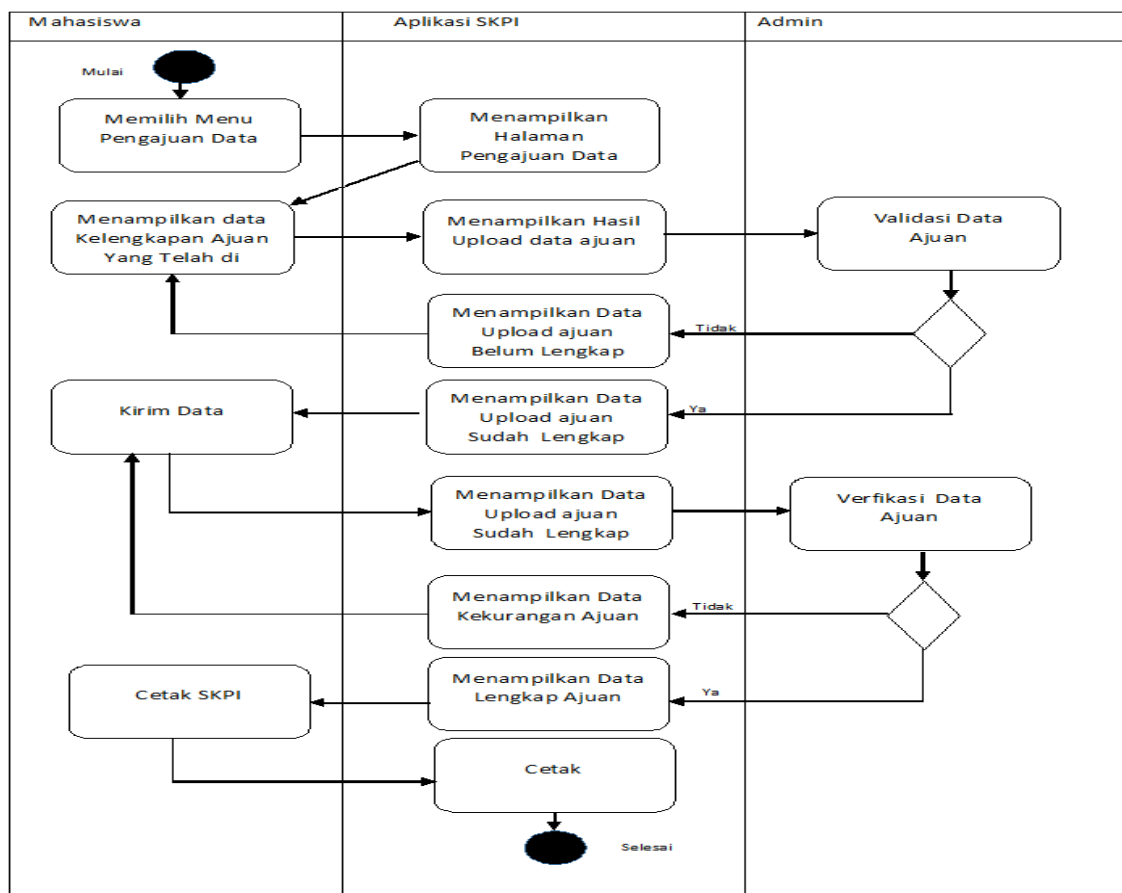 Mahasiswa
Aplikasi SKPI
Admin
Mulai
Memilih Menu
Pengajuan Data
Menampilkan
Halaman
Pengajuan Data
Menampilkan data
Kelengkapan Ajuan
Yang Telah di
Menampilkan Hasil
Upload data ajuan
Validasi Data
Ajuan
Menampilkan Data
Upload ajuan
Belum Lengkap
Tidak
Kirim Data
Menampilkan Data
Upload ajuan
Sudah Lengkap
Ya
Menampilkan Data
Upload ajuan
Sudah Lengkap
Verfikasi Data
Ajuan
Menampilkan Data
Kekurangan Ajuan
Tidak
Cetak SKPI
Menampilkan Data
Lengkap Ajuan
Ya
Cetak
Selesai